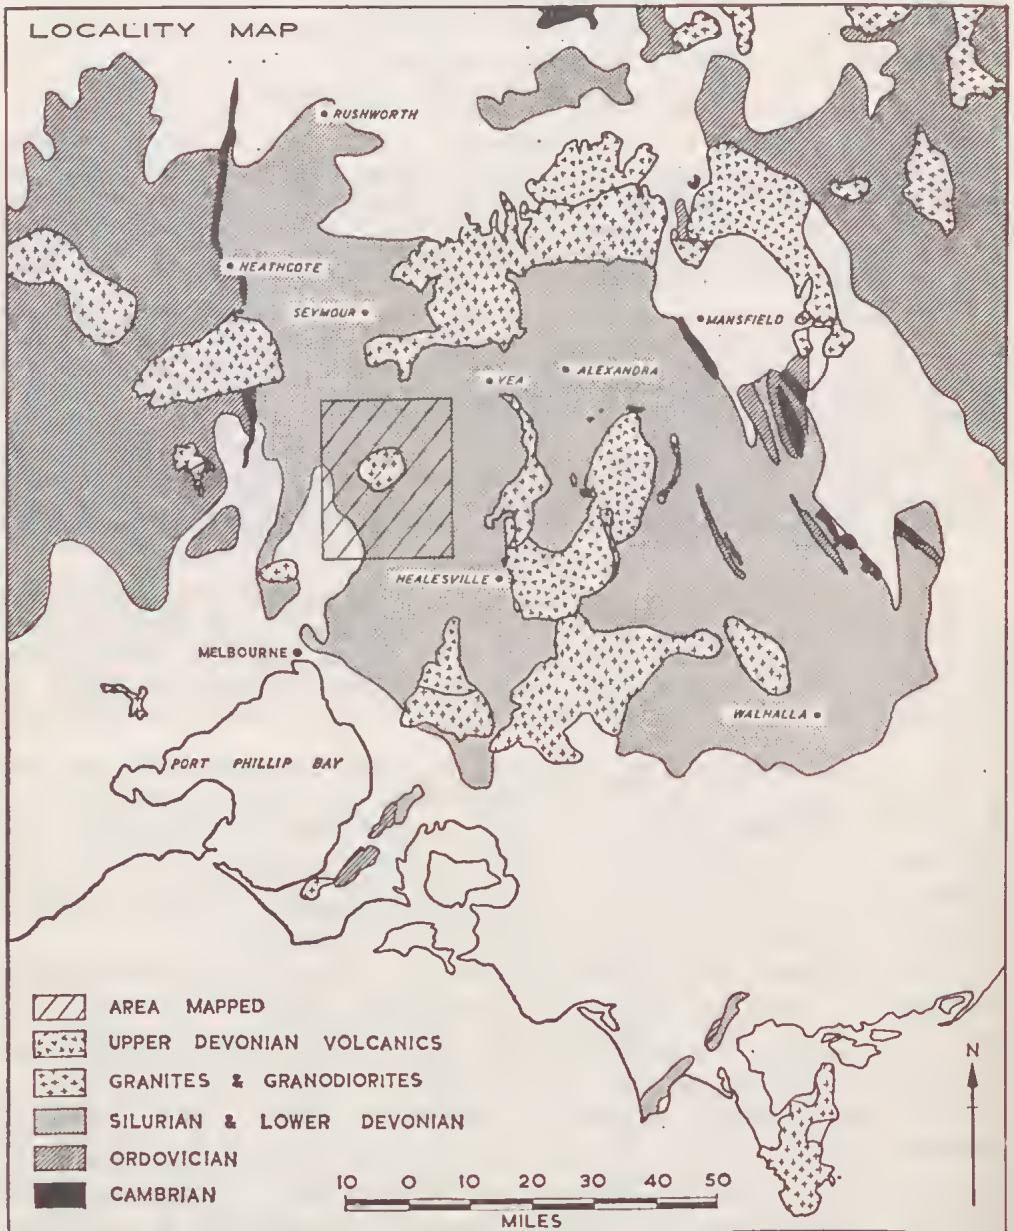 LOCALITY MAP
RUSHWORTH
HEATHCOTE
SEYMOUR
MANSFIELD
YEA
ALEXANDRA
HEALESVILLE
MELBOURNE
WALHALLA
PORT PHILLIP BAY
AREA MAPPED
UPPER DEVONIAN VOLCANICS
GRANITES & GRANODIORITES
SILURIAN & LOWER DEVONIAN
ORDOVICIAN
CAMBRIAN
N
10 0 10 20 30 40 50
MILES